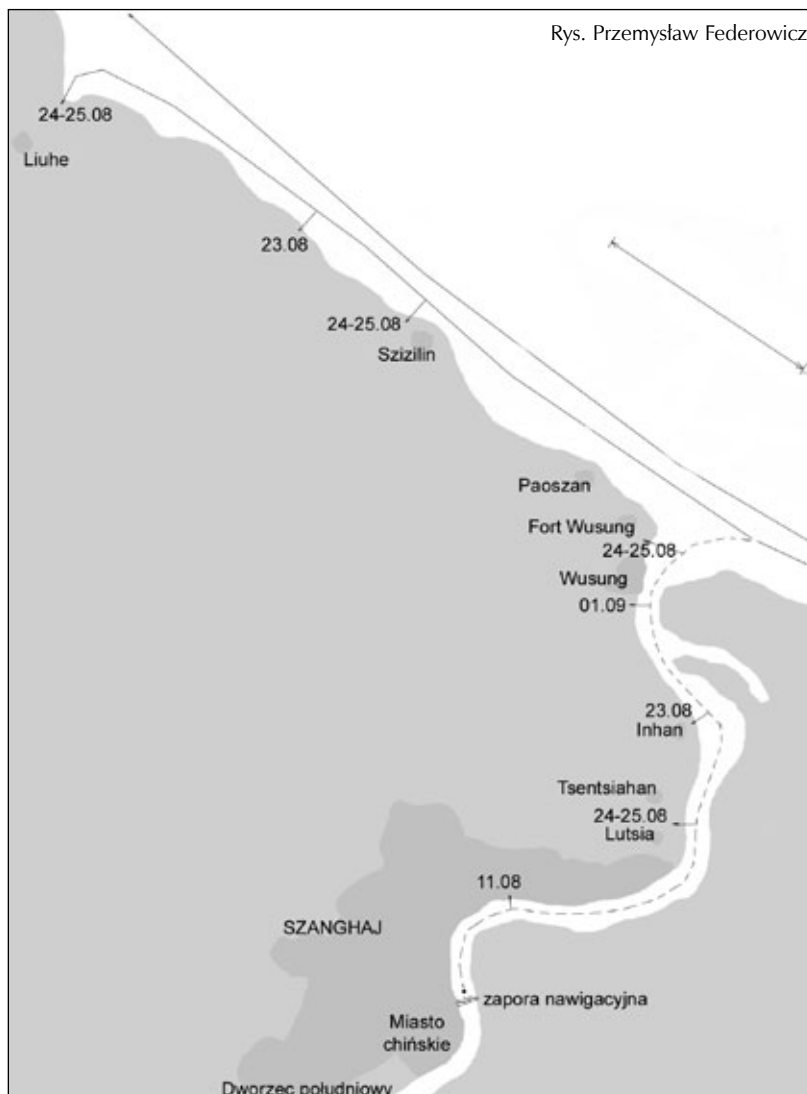 Rys. Przemysław Federowicz
24-25.08
Liuhe
23.08
24-25.08
Szizilin
Paoszan
Fort Wusung
24-25.08
Wusung
01.09
23.08
Inhan
Tsentsiahan
24-25.08
Lutsia
11.08
SZANGHAJ
zapora nawigacyjna
Miasto
chińskie
Dworzec południowy